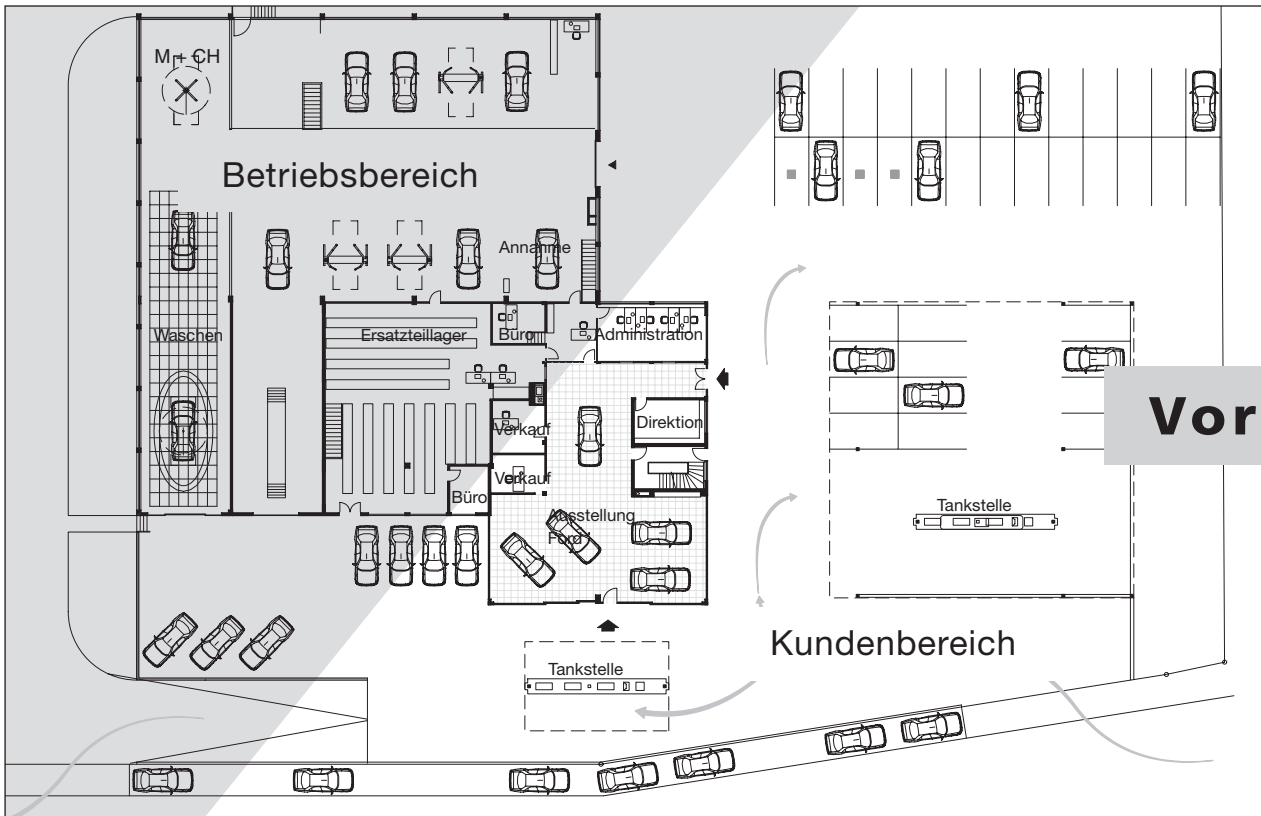 M + CH
Betriebsbereich
Annahme
Waschen
Ersatzteillager
Büro
Administration
Verkauf
Direktion
Vor
Verkauf
Büro
Ausstellung
Ford
Tankstelle
Kundenbereich
Tankstelle